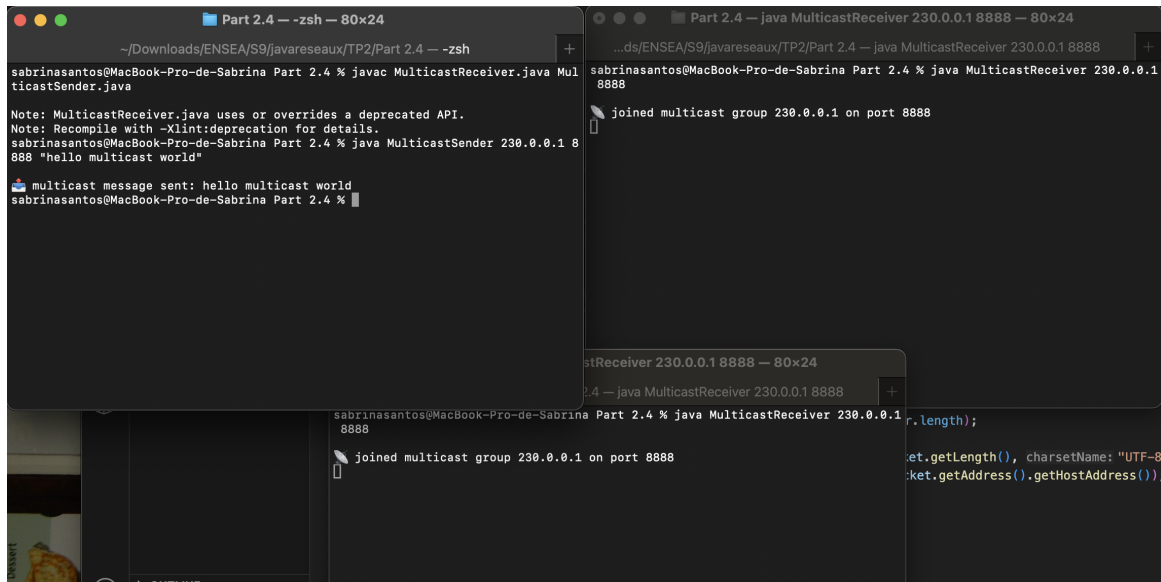 Part 2.4 — -zsh — 80×24
~/Downloads/ENSEA/S9/javareseaux/TP2/Part 2.4 — -zsh
sabrinasantos@MacBook-Pro-de-Sabrina Part 2.4 % javac MulticastReceiver.java Mul
ticastSender.java
Note: MulticastReceiver.java uses or overrides a deprecated API.
Note: Recompile with -Xlint:deprecation for details.
sabrinasantos@MacBook-Pro-de-Sabrina Part 2.4 % java MulticastSender 230.0.0.1 8
888 "hello multicast world"
📤 multicast message sent: hello multicast world
sabrinasantos@MacBook-Pro-de-Sabrina Part 2.4 %
Part 2.4 — java MulticastReceiver 230.0.0.1 8888 — 80×24
...ds/ENSEA/S9/javareseaux/TP2/Part 2.4 — java MulticastReceiver 230.0.0.1 8888
sabrinasantos@MacBook-Pro-de-Sabrina Part 2.4 % java MulticastReceiver 230.0.0.1
8888
📡 joined multicast group 230.0.0.1 on port 8888
stReceiver 230.0.0.1 8888 — 80×24
2.4 — java MulticastReceiver 230.0.0.1 8888
sabrinasantos@MacBook-Pro-de-Sabrina Part 2.4 % java MulticastReceiver 230.0.0.1
8888
📡 joined multicast group 230.0.0.1 on port 8888
r.length);
et.getLength(), charsetName: "UTF-8
ket.getAddress().getHostAddress())
Dessert